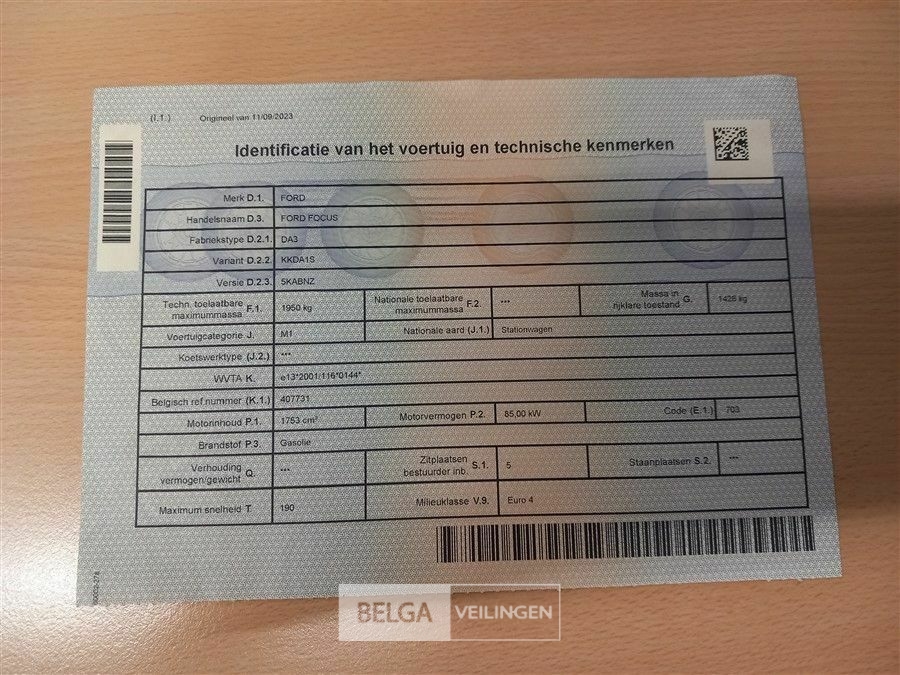 (I.1.) Origineel van 11/09/2023
Identificatie van het voertuig en technische kenmerken
Merk D.1. FORD
Handelsnaam D.3. FORD FOCUS
Fabriekstype D.2.1. DA3
Variant D.2.2. KKDA1S
Versie D.2.3. 5KABNZ
Techn. toelaatbare maximummassa F.1. 1950 kg Nationale toelaatbare maximummassa F.2. *** Massa in rijklare toestand G. 1426 kg
Voertuigcategorie J. M1 Nationale aard (J.1.) Stationwagen
Koetswerktype (J.2.) ***
WVTA K. e13*2001/116*0144*
Belgisch ref.nummer (K.1.) 407731
Motorinhoud P.1. 1753 cm³ Motorvermogen P.2. 85,00 kW Code (E.1.) 703
Brandstof P.3. Gasolie
Verhouding vermogen/gewicht Q. *** Zitplaatsen bestuurder inb. S.1. 5 Staanplaatsen S.2. ***
Maximum snelheid T. 190 Milieuklasse V.9. Euro 4
BELGA VEILINGEN